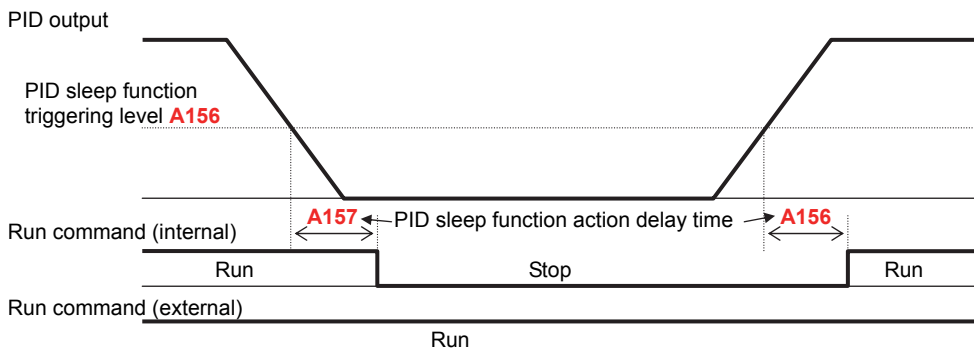 PID output
PID sleep function
triggering level A156
A157 PID sleep function action delay time A156
Run command (internal)
Run Stop Run
Run command (external)
Run